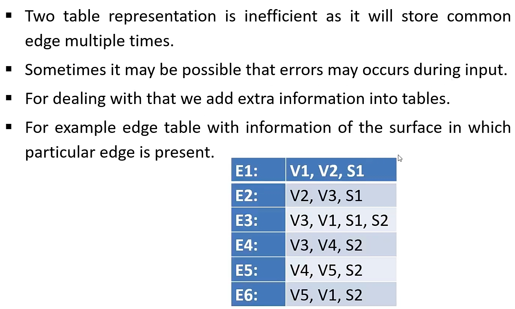 ▪ Two table representation is inefficient as it will store common
edge multiple times.
▪ Sometimes it may be possible that errors may occurs during input.
▪ For dealing with that we add extra information into tables.
▪ For example edge table with information of the surface in which
particular edge is present.
E1: V1, V2, S1
E2: V2, V3, S1
E3: V3, V1, S1, S2
E4: V3, V4, S2
E5: V4, V5, S2
E6: V5, V1, S2